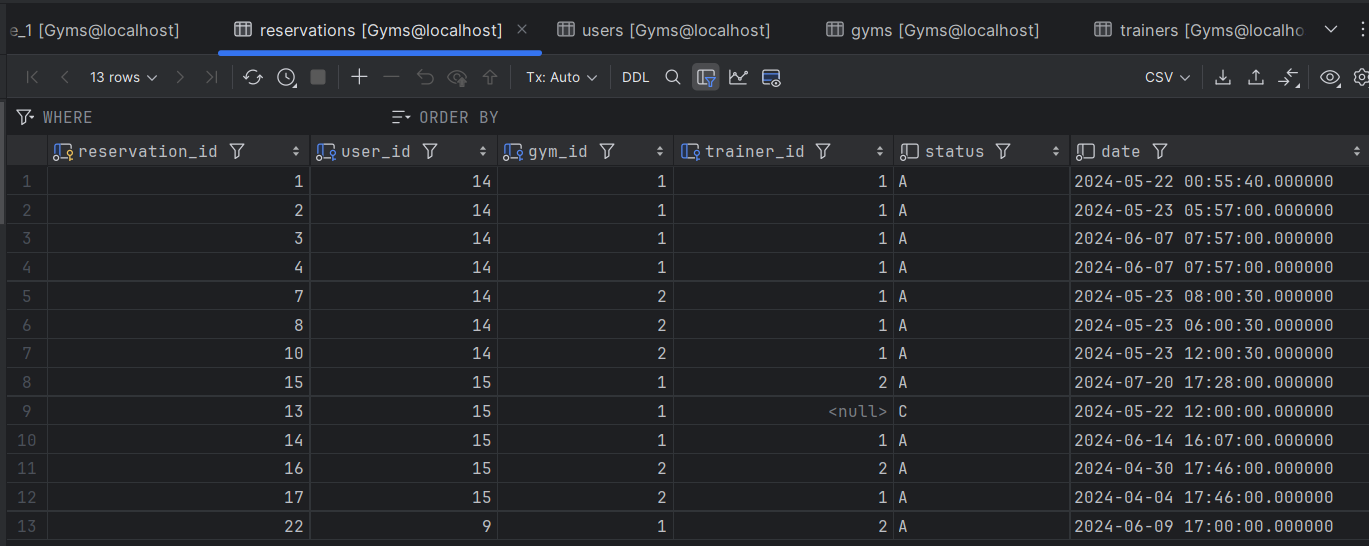 e_1 [Gyms@localhost] reservations [Gyms@localhost] users [Gyms@localhost] gyms [Gyms@localhost] trainers [Gyms@localho
13 rows Tx: Auto DDL CSV
WHERE ORDER BY
reservation_id user_id gym_id trainer_id status date
1 1 14 1 1 A 2024-05-22 00:55:40.000000
2 2 14 1 1 A 2024-05-23 05:57:00.000000
3 3 14 1 1 A 2024-06-07 07:57:00.000000
4 4 14 1 1 A 2024-06-07 07:57:00.000000
5 7 14 2 1 A 2024-05-23 08:00:30.000000
6 8 14 2 1 A 2024-05-23 06:00:30.000000
7 10 14 2 1 A 2024-05-23 12:00:30.000000
8 15 15 1 2 A 2024-07-20 17:28:00.000000
9 13 15 1 <null> C 2024-05-22 12:00:00.000000
10 14 15 1 1 A 2024-06-14 16:07:00.000000
11 16 15 2 2 A 2024-04-30 17:46:00.000000
12 17 15 2 1 A 2024-04-04 17:46:00.000000
13 22 9 1 2 A 2024-06-09 17:00:00.000000